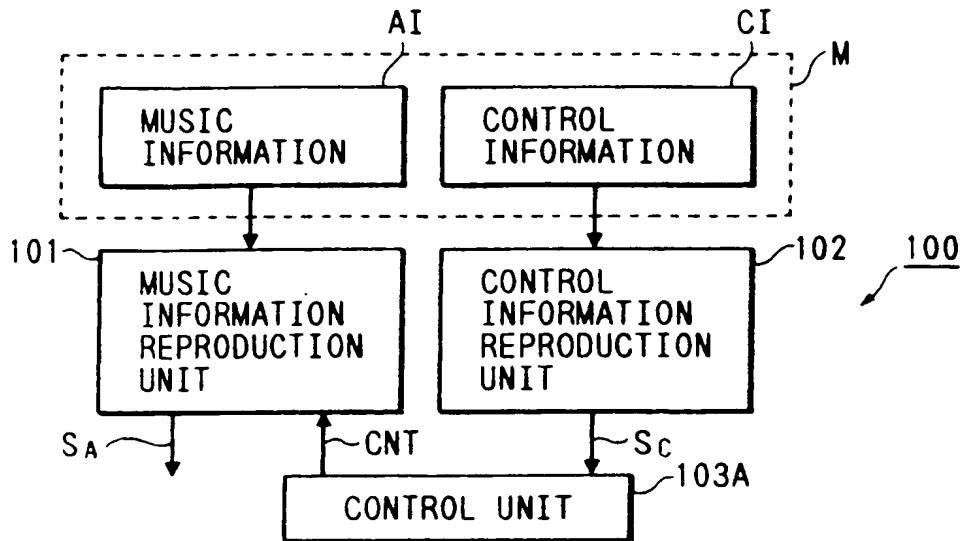 AI
CI
M
MUSIC
INFORMATION
CONTROL
INFORMATION
101
MUSIC
INFORMATION
REPRODUCTION
UNIT
CONTROL
INFORMATION
REPRODUCTION
UNIT
102
100
SA
CNT
SC
103A
CONTROL UNIT